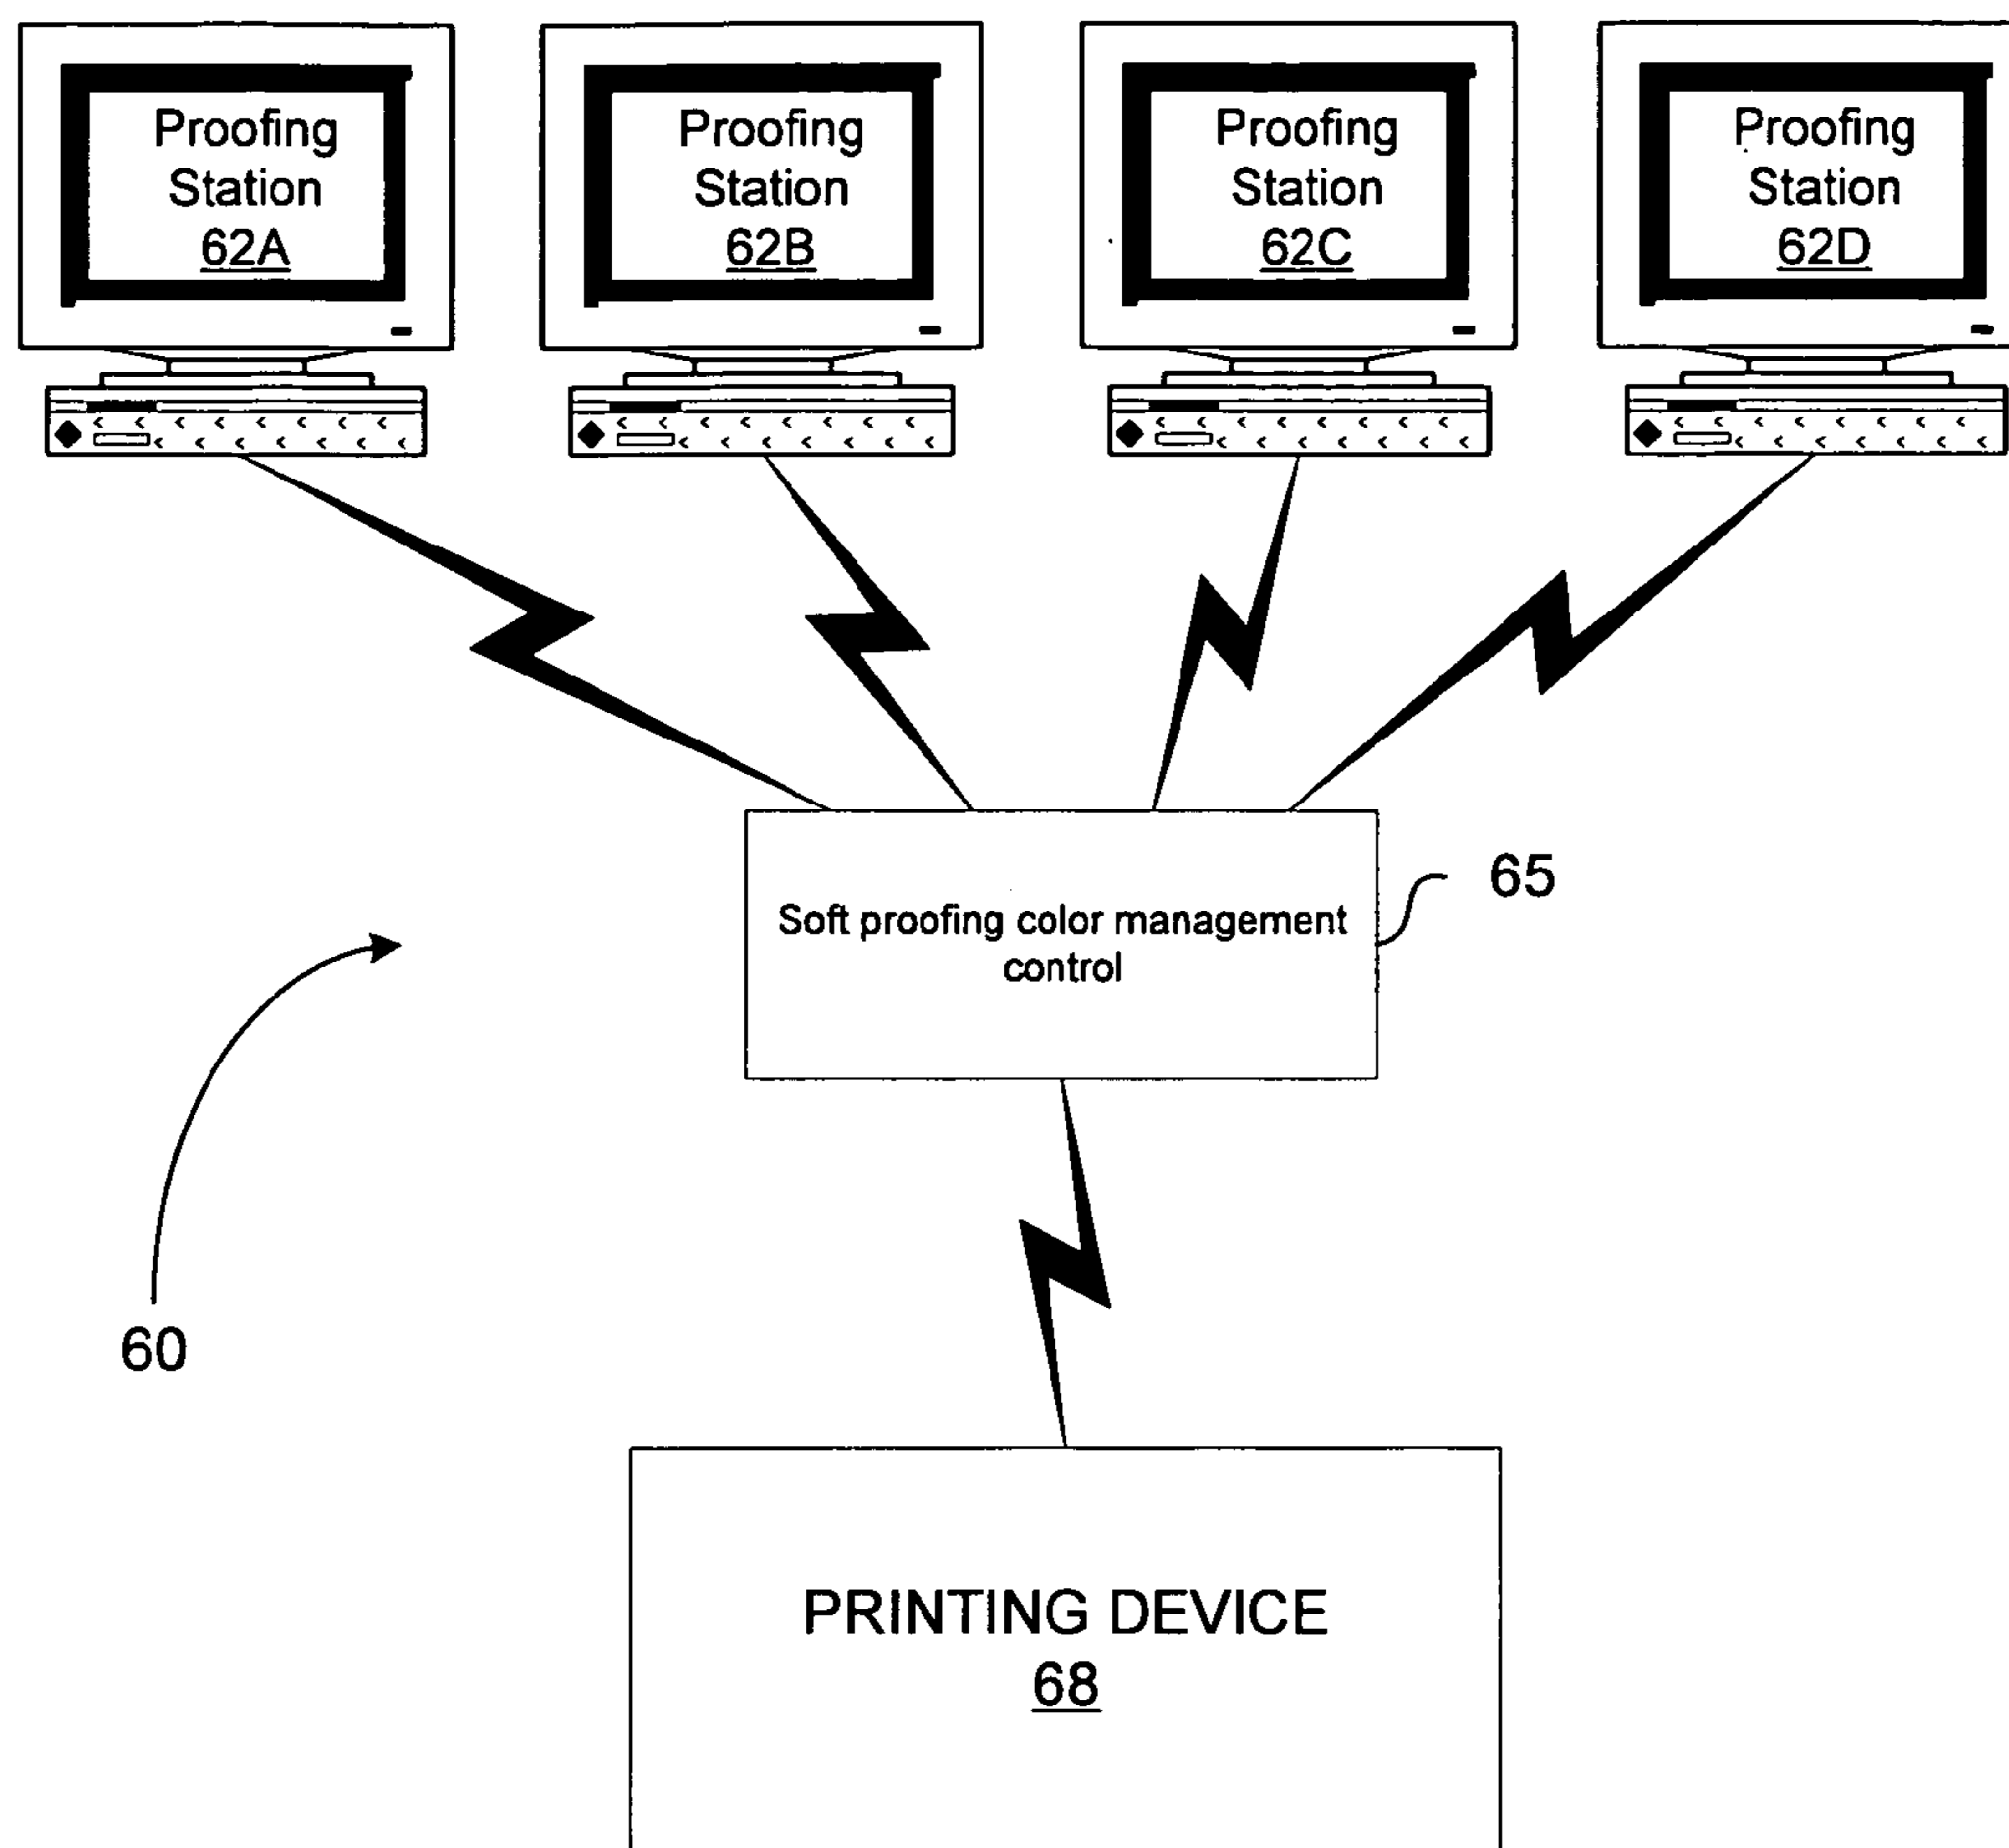 Proofing
Station
62A
Proofing
Station
62B
Proofing
Station
62C
Proofing
Station
62D
Soft proofing color management
control
65
60
PRINTING DEVICE
68